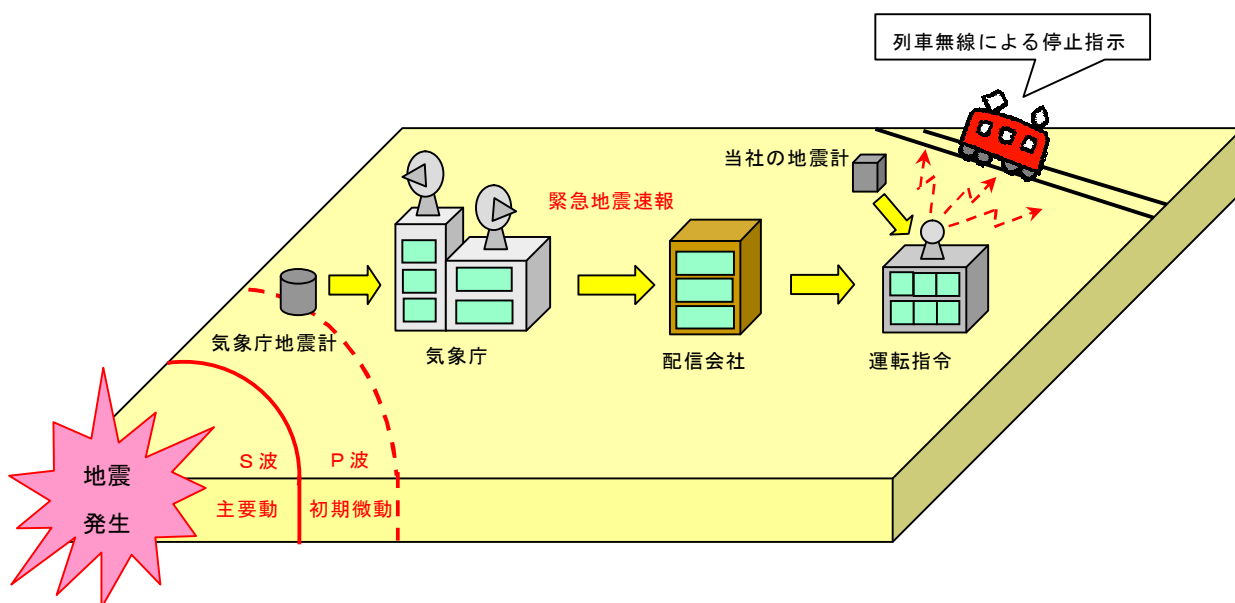 列車無線による停止指示
当社の地震計
緊急地震速報
気象庁地震計
気象庁
配信会社
運転指令
S波
P波
地震
発生
主要動
初期微動